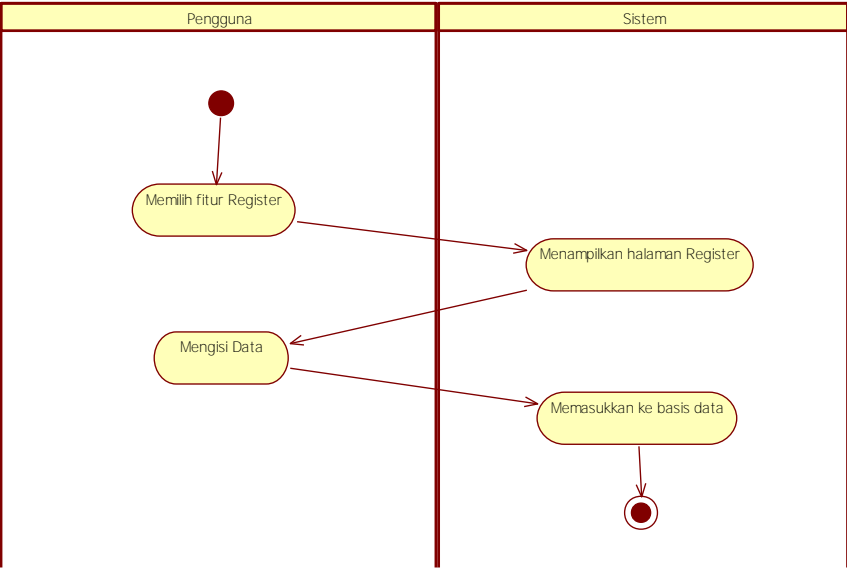 Pengguna
Sistem
Memilih fitur Register
Menampilkan halaman Register
Mengisi Data
Memasukkan ke basis data